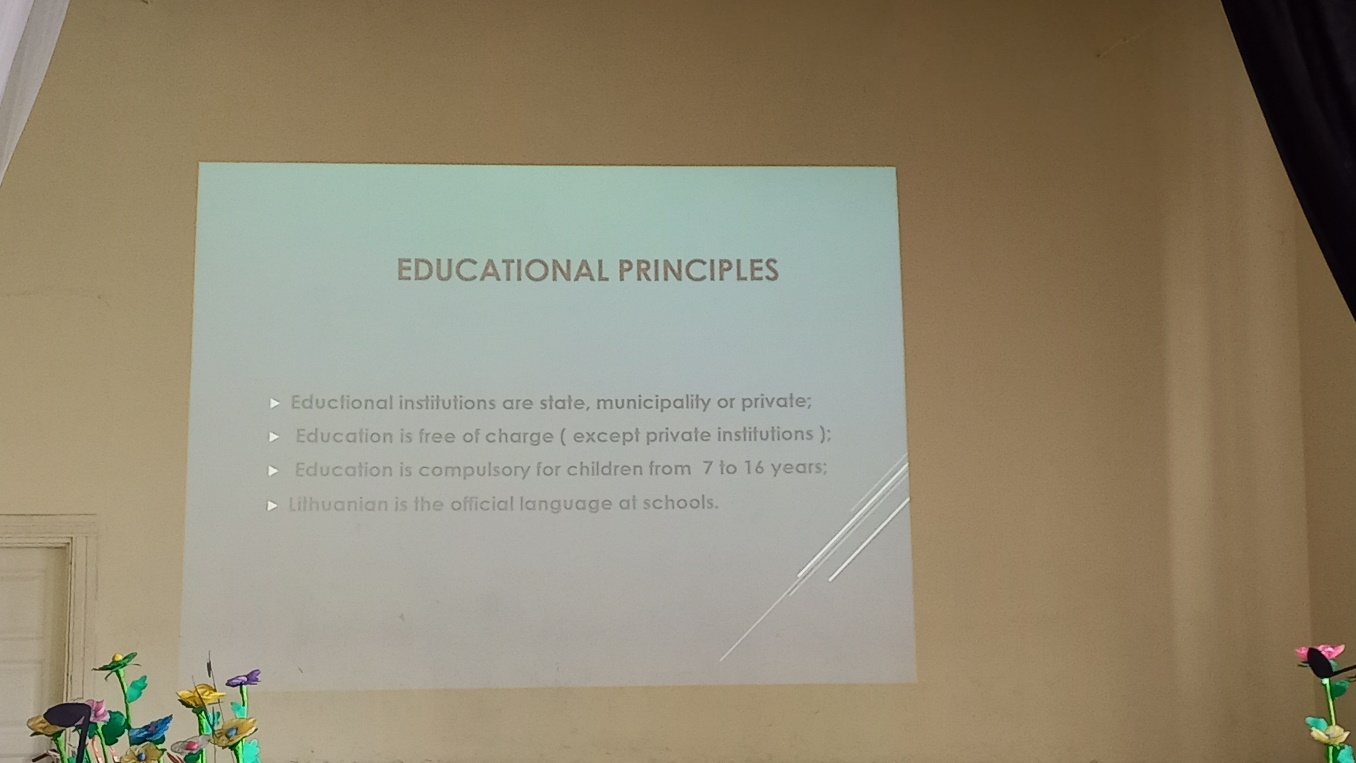 EDUCATIONAL PRINCIPLES
Eductional institutions are state, municipality or private;
Education is free of charge ( except private institutions );
Education is compulsory for children from 7 to 16 years;
Lithuanian is the official language at schools.